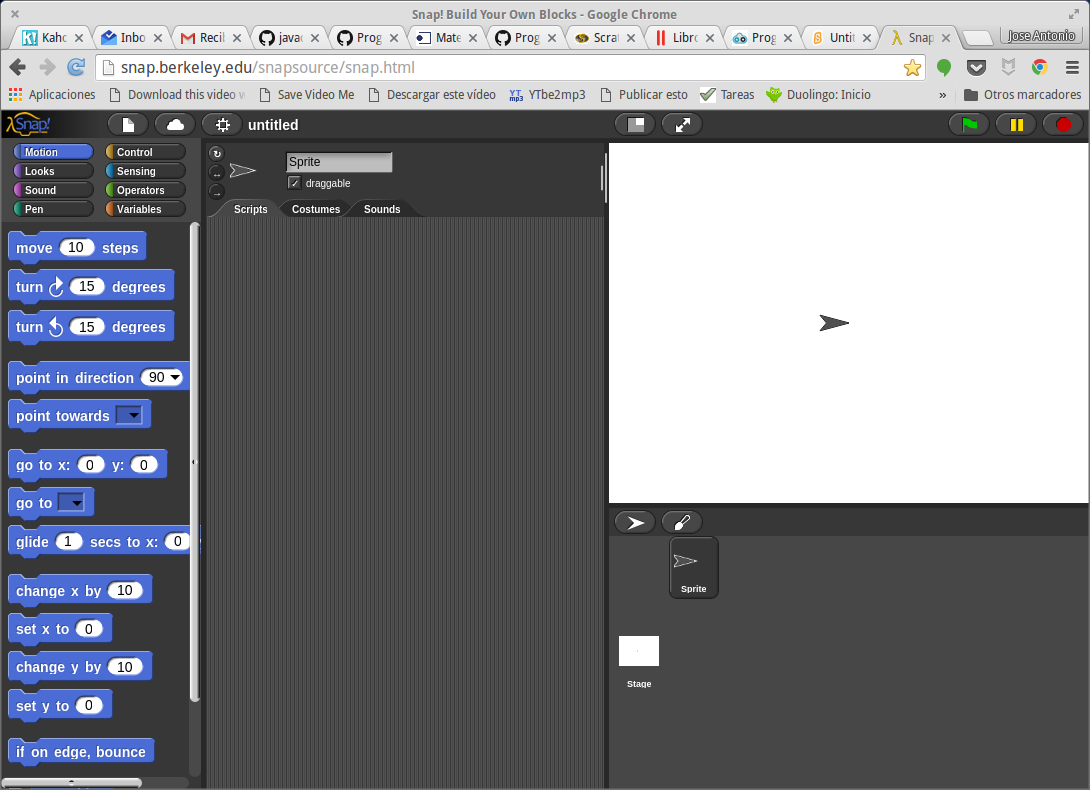 Snap! Build Your Own Blocks - Google Chrome
Kaho Inbo Recil javac Prog Mate Prog Scrat Libro Prog Untit Snap Jose Antonio
snap.berkeley.edu/snapsource/snap.html
Aplicaciones Download this video w Save Video Me Descargar este vídeo YT mp3 YTbe2mp3 Publicar esto Tareas Duolingo: Inicio » Otros marcadores
λSnap! untitled
Motion Control
Looks Sensing
Sound Operators
Pen Variables
Sprite
draggable
Scripts Costumes Sounds
move 10 steps
turn 15 degrees
turn 15 degrees
point in direction 90
point towards
go to x: 0 y: 0
go to
glide 1 secs to x: 0
change x by 10
set x to 0
change y by 10
set y to 0
if on edge, bounce
Sprite
Stage